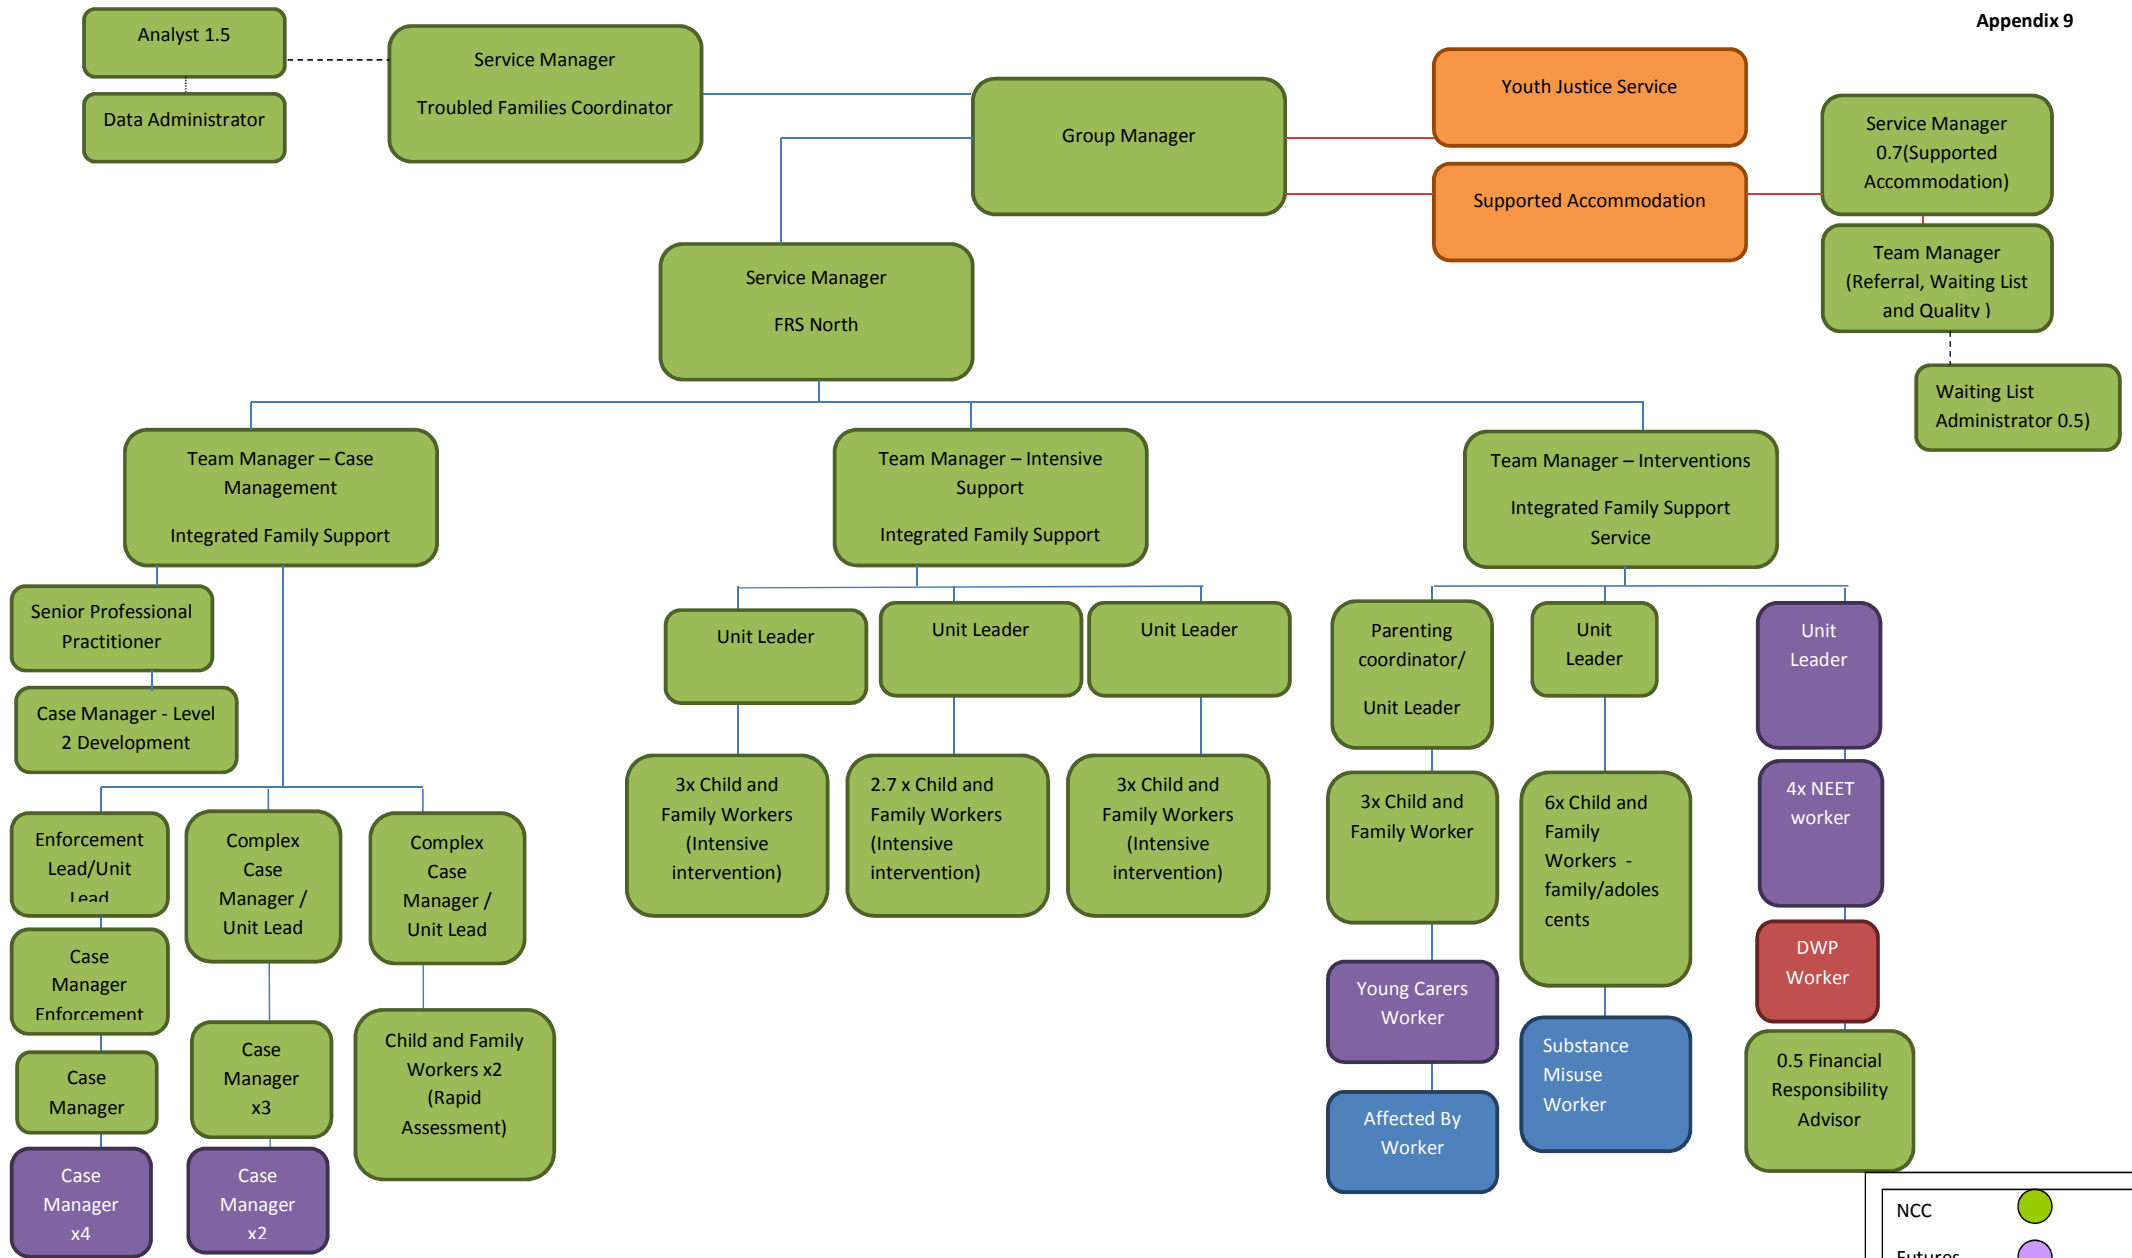 Appendix 9
Analyst 1.5
Data Administrator
Service Manager
Troubled Families Coordinator
Group Manager
Youth Justice Service
Supported Accommodation
Service Manager
0.7(Supported
Accommodation)
Team Manager
(Referral, Waiting List
and Quality )
Waiting List
Administrator 0.5)
Service Manager
FRS North
Team Manager – Case
Management
Integrated Family Support
Team Manager – Intensive
Support
Integrated Family Support
Team Manager – Interventions
Integrated Family Support
Service
Senior Professional
Practitioner
Case Manager - Level
2 Development
Enforcement
Lead/Unit
Lead
Case
Manager
Enforcement
Case
Manager
Case
Manager
x4
Complex
Case
Manager /
Unit Lead
Case
Manager
x3
Case
Manager
x2
Complex
Case
Manager /
Unit Lead
Child and Family
Workers x2
(Rapid
Assessment)
Unit Leader
3x Child and
Family Workers
(Intensive
intervention)
Unit Leader
2.7 x Child and
Family Workers
(Intensive
intervention)
Unit Leader
3x Child and
Family Workers
(Intensive
intervention)
Parenting
coordinator/
Unit Leader
3x Child and
Family Worker
Young Carers
Worker
Affected By
Worker
Unit
Leader
6x Child and
Family
Workers -
family/adoles
cents
Substance
Misuse
Worker
Unit
Leader
4x NEET
worker
DWP
Worker
0.5 Financial
Responsibility
Advisor
NCC
Futures